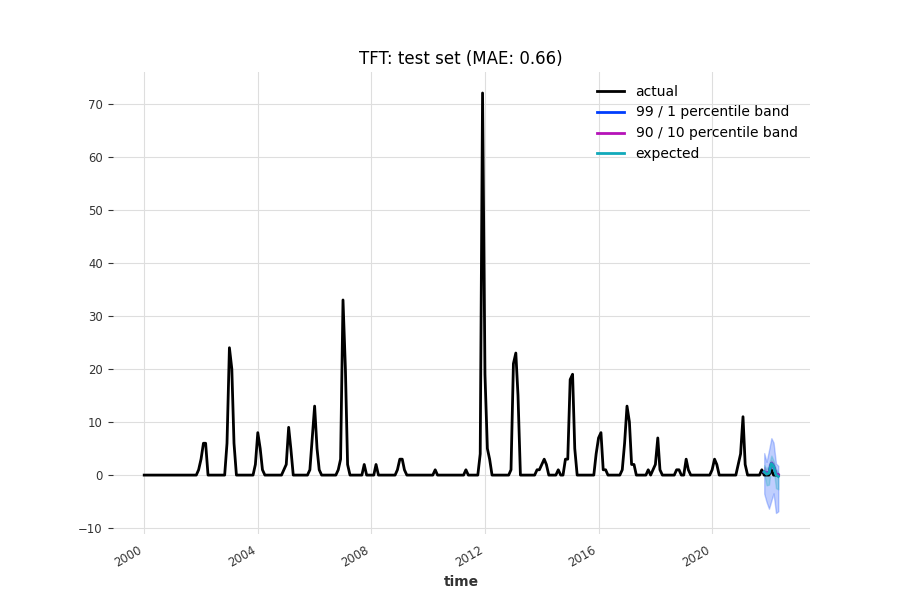 TFT: test set (MAE: 0.66)
actual
99 / 1 percentile band
90 / 10 percentile band
expected
70
60
50
40
30
20
10
0
−10
2000
2004
2008
2012
2016
2020
time